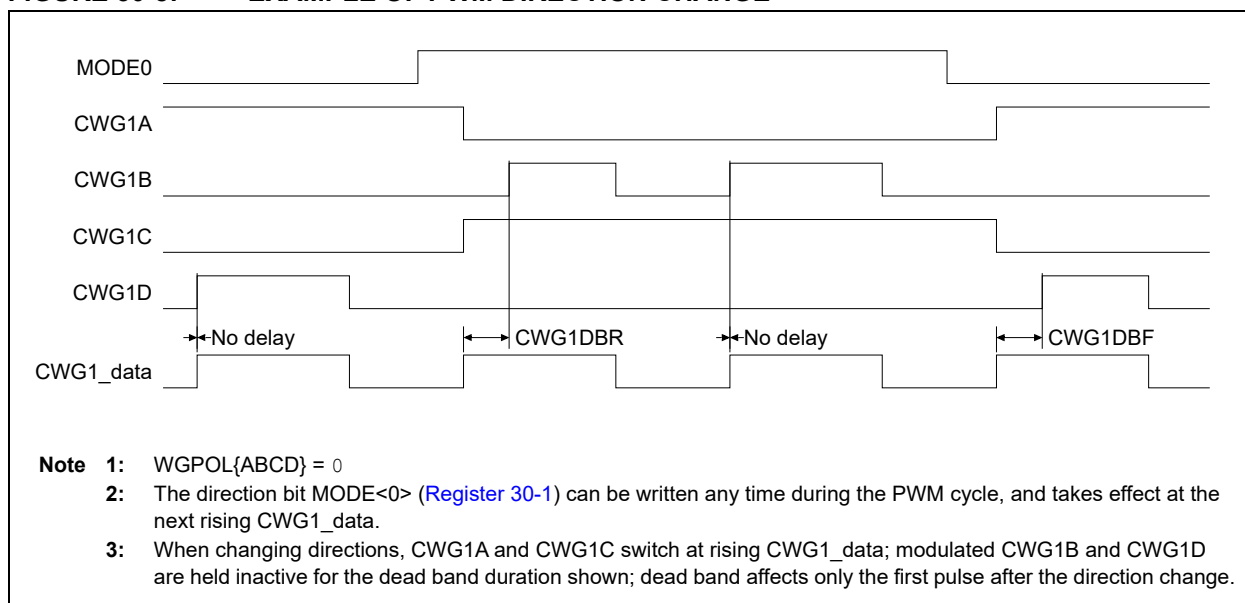 MODE0
CWG1A
CWG1B
CWG1C
CWG1D
No delay
CWG1DBR
No delay
CWG1DBF
CWG1_data
Note 1: WGPOL{ABCD} = 0
2: The direction bit MODE<0> (Register 30-1) can be written any time during the PWM cycle, and takes effect at the
next rising CWG1_data.
3: When changing directions, CWG1A and CWG1C switch at rising CWG1_data; modulated CWG1B and CWG1D
are held inactive for the dead band duration shown; dead band affects only the first pulse after the direction change.